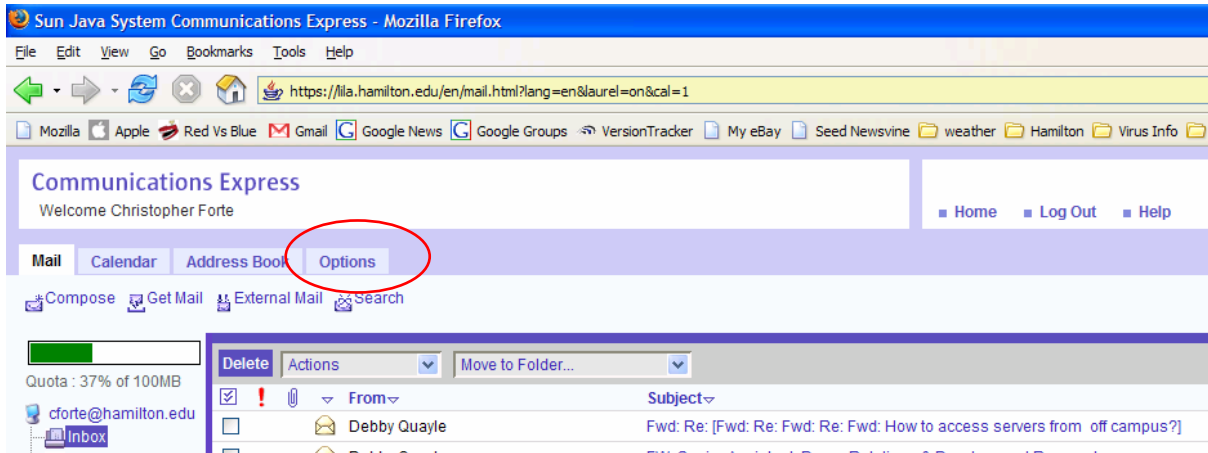 Sun Java System Communications Express - Mozilla Firefox
File Edit View Go Bookmarks Tools Help
https://lila.hamilton.edu/en/mail.html?lang=en&laurel=on&cal=1
Mozilla Apple Red Vs Blue Gmail Google News Google Groups VersionTracker My eBay Seed Newsvine weather Hamilton Virus Info
Communications Express
Welcome Christopher Forte
Home Log Out Help
Mail Calendar Address Book Options
Compose Get Mail External Mail Search
Delete Actions Move to Folder...
Quota : 37% of 100MB
From Subject
cforte@hamilton.edu
Debby Quayle Fwd: Re: [Fwd: Re: Fwd: Re: Fwd: How to access servers from off campus?]
Inbox